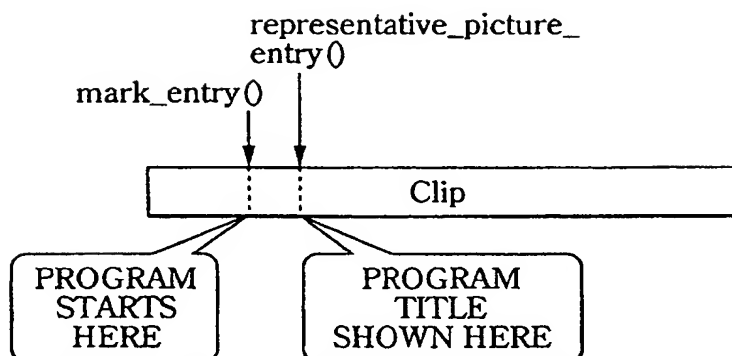 representative_picture_
entry()
mark_entry()
Clip
PROGRAM
STARTS
HERE
PROGRAM
TITLE
SHOWN HERE